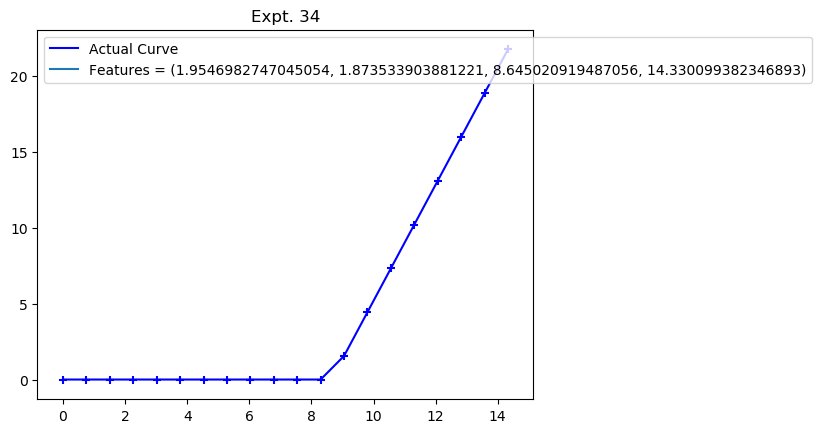 Expt. 34
Actual Curve
Features = (1.9546982747045054, 1.873533903881221, 8.645020919487056, 14.330099382346893)
20
15
10
5
0
0 2 4 6 8 10 12 14